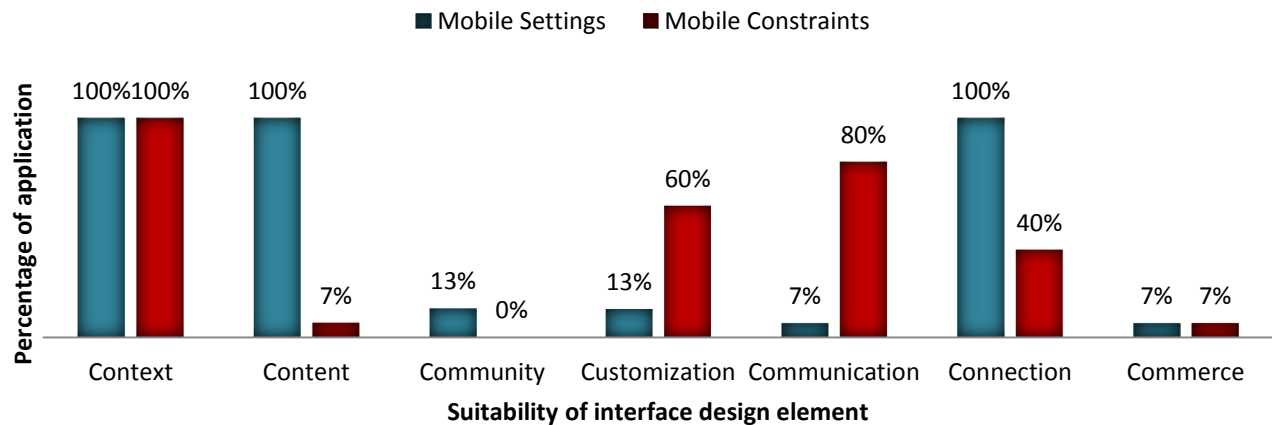 Mobile Settings Mobile Constraints
Percentage of application
100% 100% 100% 7% 13% 0% 13% 60% 7% 80% 100% 40% 7% 7%
Context Content Community Customization Communication Connection Commerce
Suitability of interface design element